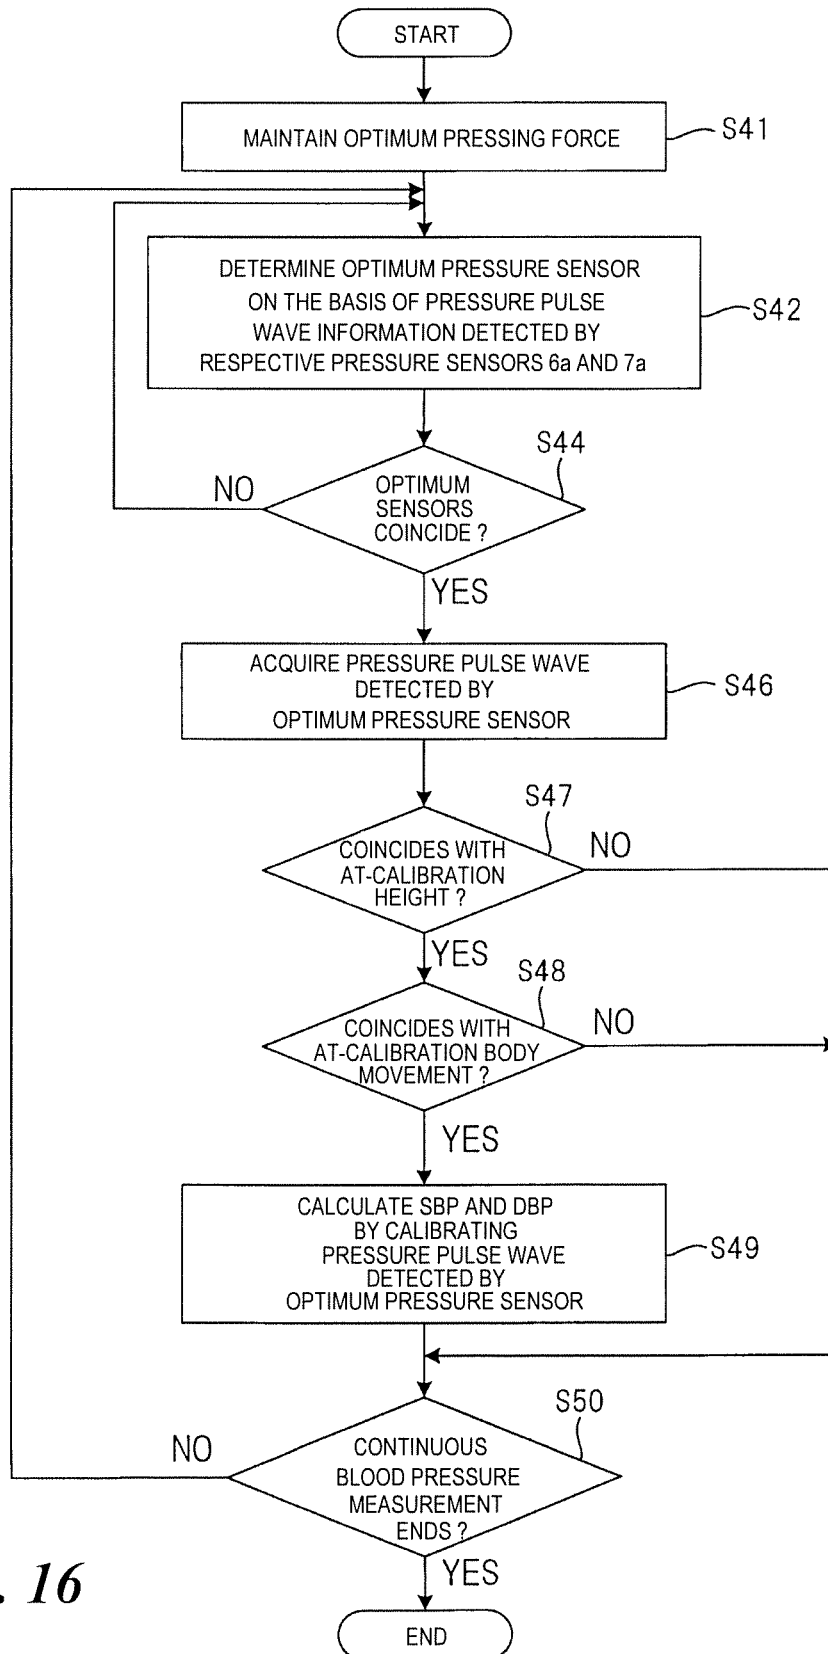 START
MAINTAIN OPTIMUM PRESSING FORCE
S41
DETERMINE OPTIMUM PRESSURE SENSOR
ON THE BASIS OF PRESSURE PULSE
WAVE INFORMATION DETECTED BY
RESPECTIVE PRESSURE SENSORS 6a AND 7a
S42
S44
NO
OPTIMUM
SENSORS
COINCIDE ?
YES
ACQUIRE PRESSURE PULSE WAVE
DETECTED BY
OPTIMUM PRESSURE SENSOR
S46
S47
COINCIDES WITH
AT-CALIBRATION
HEIGHT ?
NO
YES
S48
COINCIDES WITH
AT-CALIBRATION BODY
MOVEMENT ?
NO
YES
CALCULATE SBP AND DBP
BY CALIBRATING
PRESSURE PULSE WAVE
DETECTED BY
OPTIMUM PRESSURE SENSOR
S49
S50
NO
CONTINUOUS
BLOOD PRESSURE
MEASUREMENT
ENDS ?
YES
. 16
END